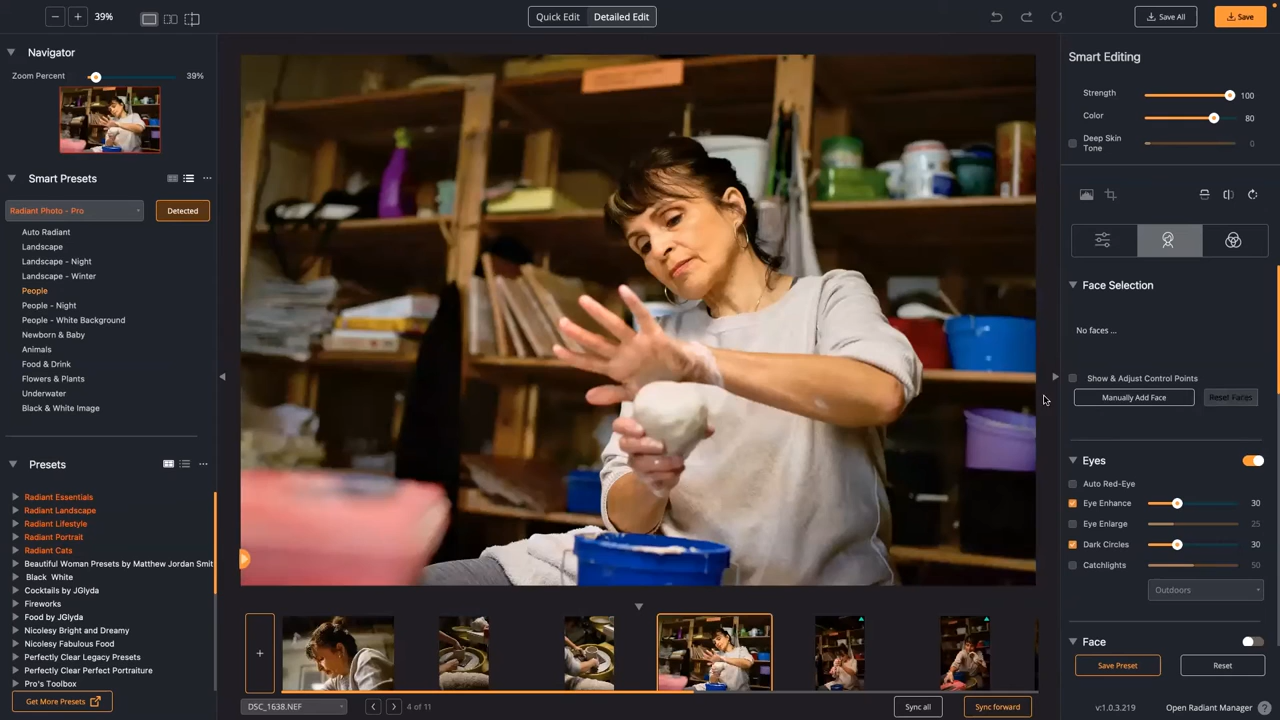 39%
Quick Edit
Detailed Edit
Save All
Save
Navigator
Zoom Percent
39%
Smart Presets
Radiant Photo - Pro
Detected
Auto Radiant
Landscape
Landscape - Night
Landscape - Winter
People
People - Night
People - White Background
Newborn & Baby
Animals
Food & Drink
Flowers & Plants
Underwater
Black & White Image
Presets
Radiant Essentials
Radiant Landscape
Radiant Lifestyle
Radiant Portrait
Radiant Cats
Beautiful Woman Presets by Matthew Jordan Smit
Black White
Cocktails by JGlyda
Fireworks
Food by JGlyda
Nicolesy Bright and Dreamy
Nicolesy Fabulous Food
Perfectly Clear Legacy Presets
Perfectly Clear Perfect Portraiture
Pro's Toolbox
Get More Presets
DSC_1638.NEF
4 of 11
Sync all
Sync forward
Smart Editing
Strength
100
Color
80
Deep Skin
Tone
0
Face Selection
No faces ...
Show & Adjust Control Points
Manually Add Face
Reset Faces
Eyes
Auto Red-Eye
Eye Enhance
30
Eye Enlarge
25
Dark Circles
30
Catchlights
50
Outdoors
Face
Save Preset
Reset
v:1.0.3.219
Open Radiant Manager
?